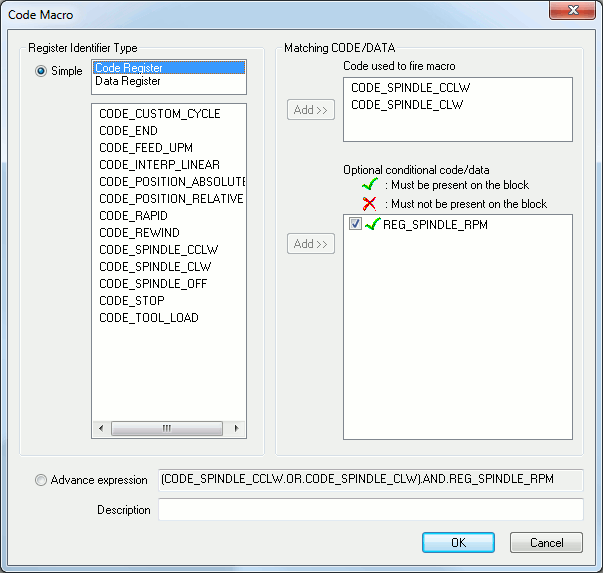 Code Macro
Register Identifier Type
Simple
Code Register
Data Register
CODE_CUSTOM_CYCLE
CODE_END
CODE_FEED_UPM
CODE_INTERP_LINEAR
CODE_POSITION_ABSOLUTE
CODE_POSITION_RELATIVE
CODE_RAPID
CODE_REWIND
CODE_SPINDLE_CCLW
CODE_SPINDLE_CLW
CODE_SPINDLE_OFF
CODE_STOP
CODE_TOOL_LOAD
Matching CODE/DATA
Code used to fire macro
Add >>
CODE_SPINDLE_CCLW
CODE_SPINDLE_CLW
Optional conditional code/data
: Must be present on the block
: Must not be present on the block
Add >>
REG_SPINDLE_RPM
Advance expression
(CODE_SPINDLE_CCLW.OR.CODE_SPINDLE_CLW).AND.REG_SPINDLE_RPM
Description
OK
Cancel